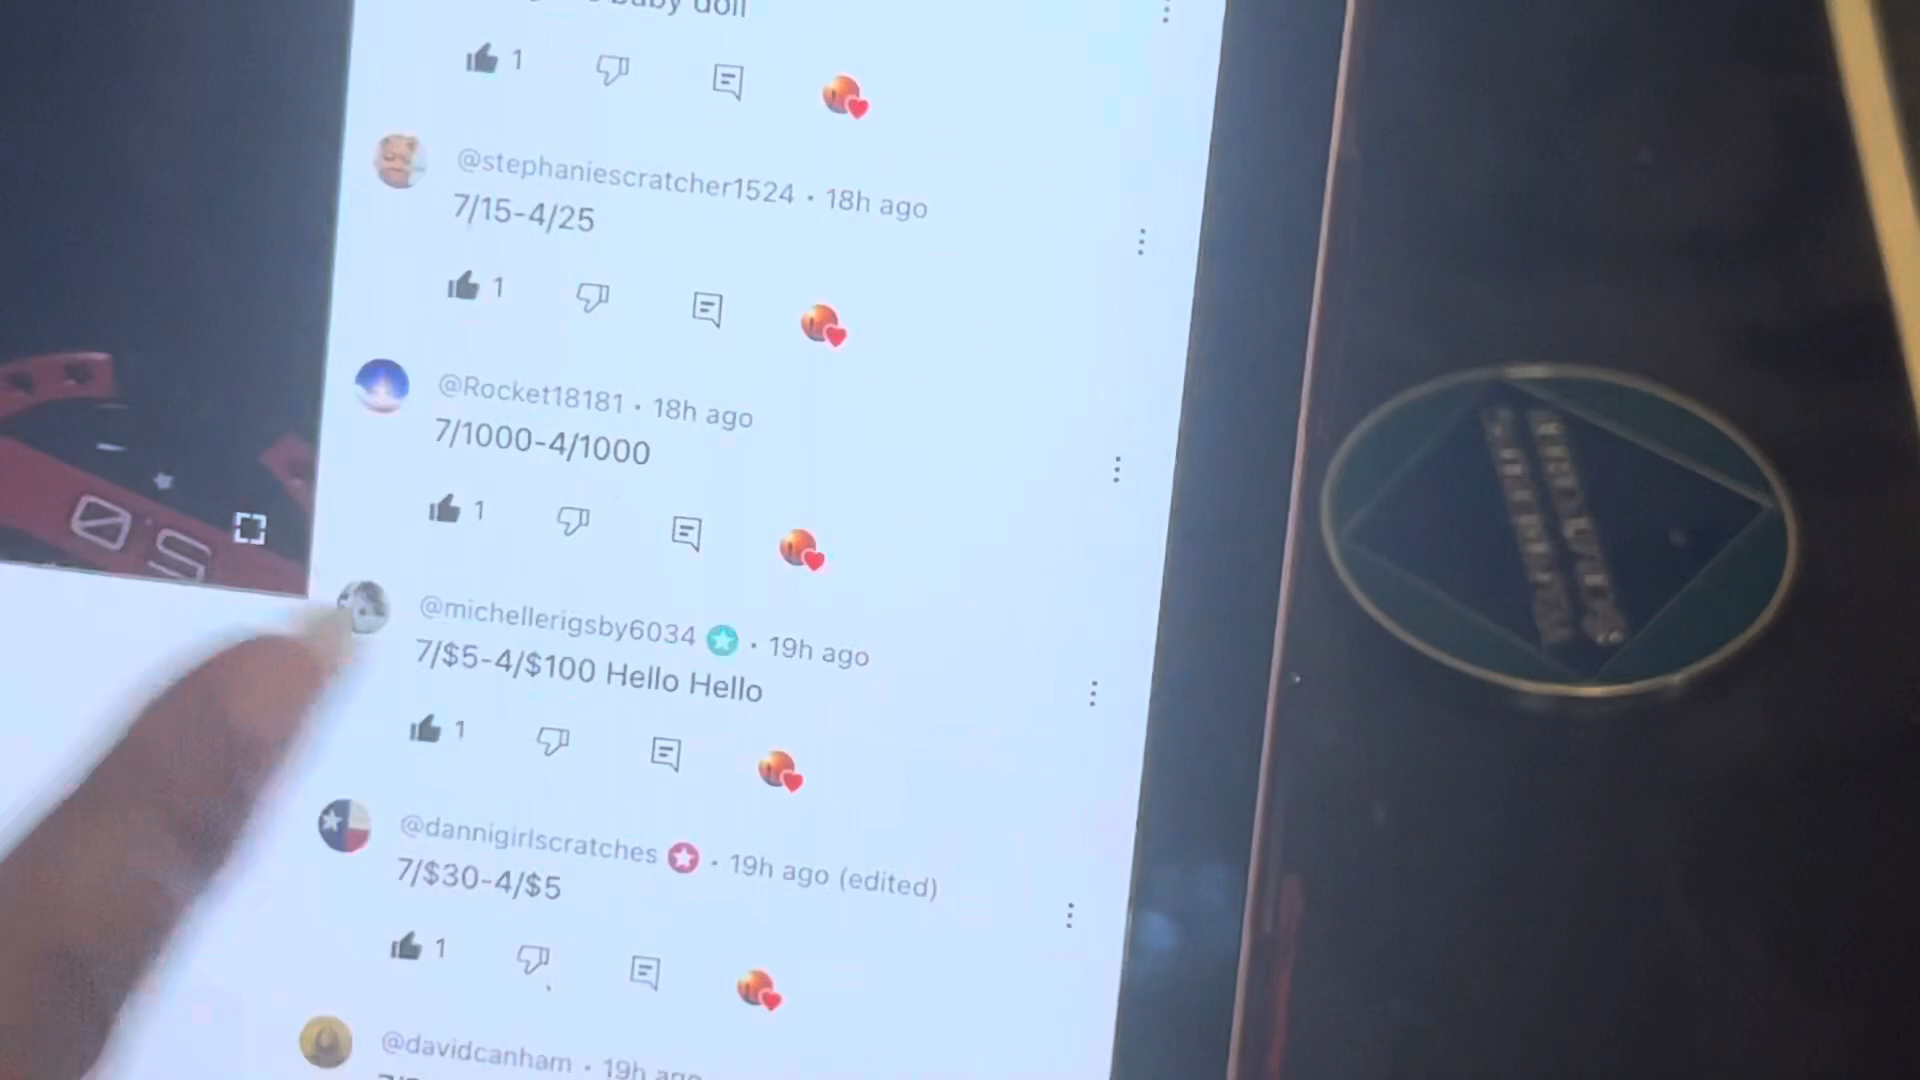 baby doll
1
@stephaniescratcher1524 · 18h ago
7/15-4/25
1
@Rocket18181 · 18h ago
7/1000-4/1000
1
@michellerigsby6034 · 19h ago
7/$5-4/$100 Hello Hello
1
@dannigirlscratches · 19h ago (edited)
7/$30-4/$5
1
@davidcanham · 19h ago